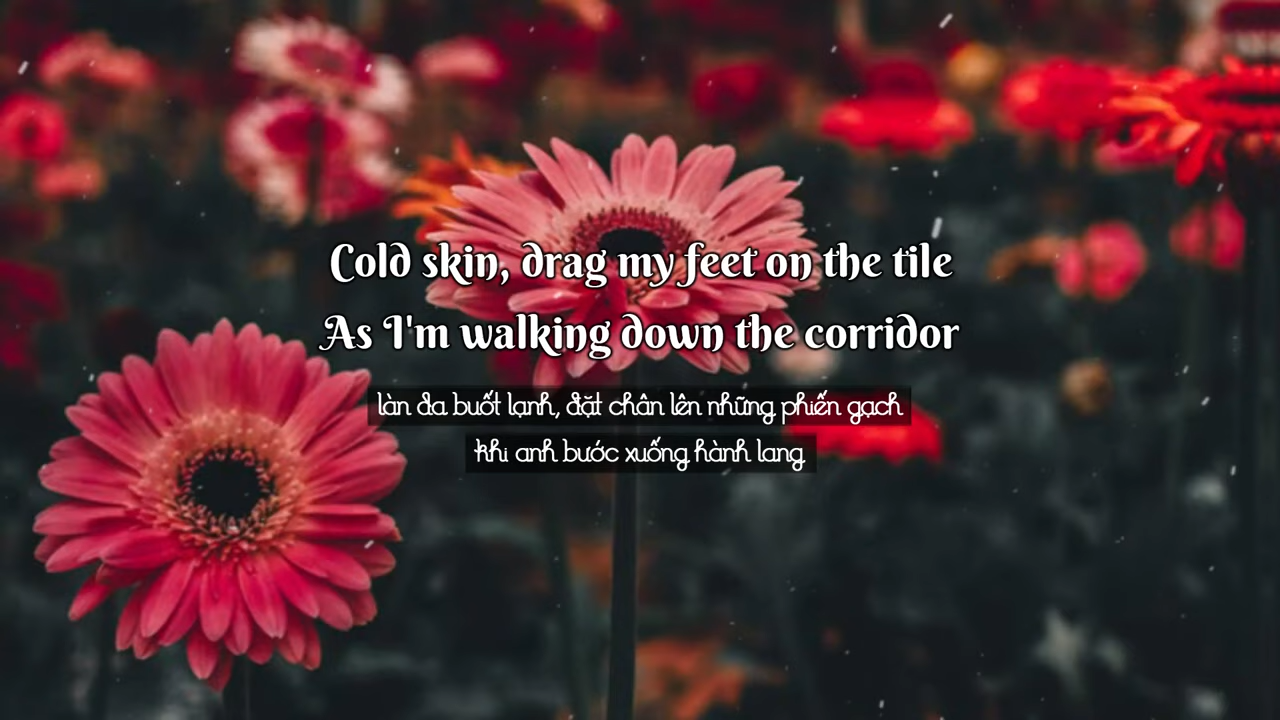 Cold skin, drag my feet on the tile
As I'm walking down the corridor
làn da buốt lạnh, đặt chân lên những phiến gạch
khi anh bước xuống hành lang